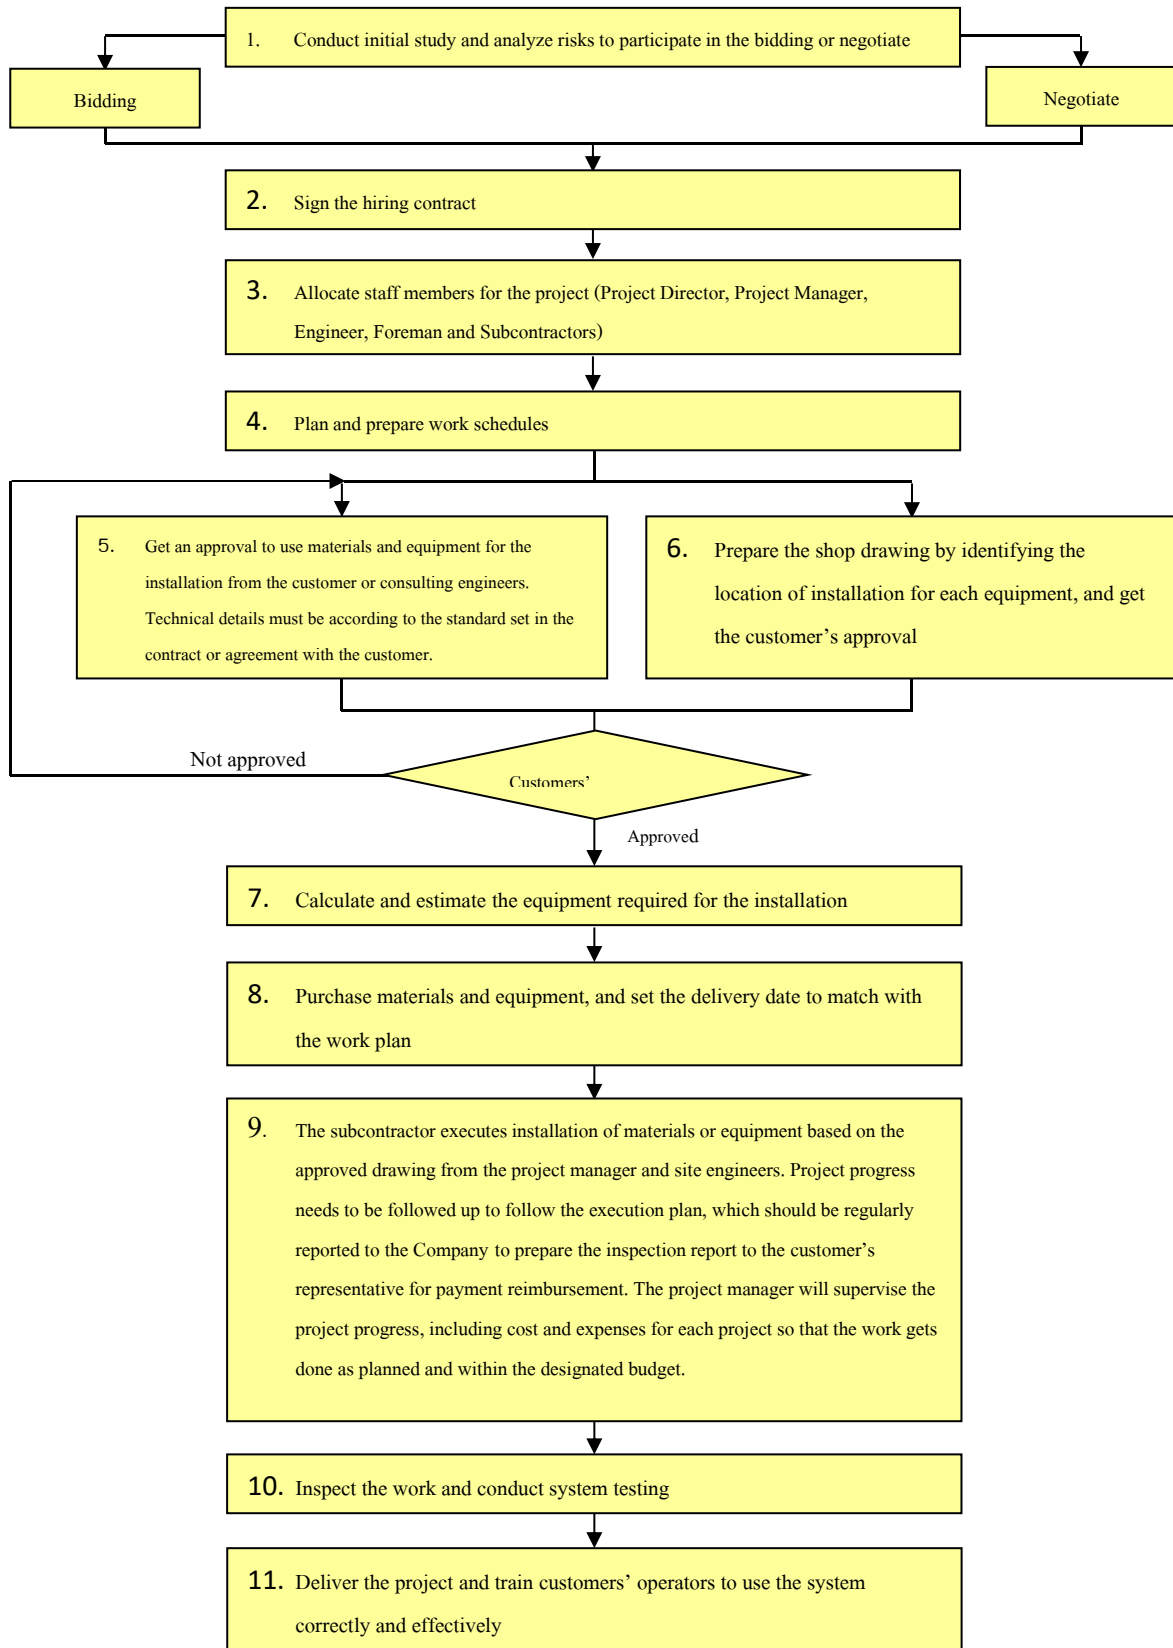 1. Conduct initial study and analyze risks to participate in the bidding or negotiate
Bidding
Negotiate
2. Sign the hiring contract
3. Allocate staff members for the project (Project Director, Project Manager,
Engineer, Foreman and Subcontractors)
4. Plan and prepare work schedules
5. Get an approval to use materials and equipment for the
installation from the customer or consulting engineers.
Technical details must be according to the standard set in the
contract or agreement with the customer.
6. Prepare the shop drawing by identifying the
location of installation for each equipment, and get
the customer’s approval
Not approved
Customers’
Approved
7. Calculate and estimate the equipment required for the installation
8. Purchase materials and equipment, and set the delivery date to match with
the work plan
9. The subcontractor executes installation of materials or equipment based on the
approved drawing from the project manager and site engineers. Project progress
needs to be followed up to follow the execution plan, which should be regularly
reported to the Company to prepare the inspection report to the customer’s
representative for payment reimbursement. The project manager will supervise the
project progress, including cost and expenses for each project so that the work gets
done as planned and within the designated budget.
10. Inspect the work and conduct system testing
11. Deliver the project and train customers’ operators to use the system
correctly and effectively